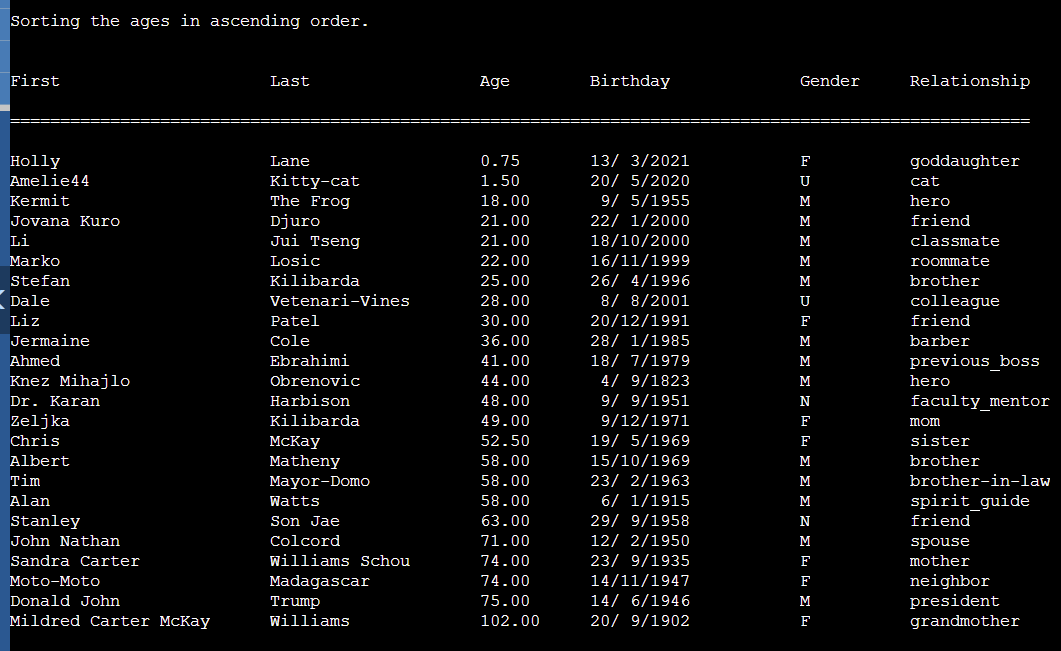 Sorting the ages in ascending order.
First Last Age Birthday Gender Relationship
======================================================================================================
Holly Lane 0.75 13/ 3/2021 F goddaughter
Amelie44 Kitty-cat 1.50 20/ 5/2020 U cat
Kermit The Frog 18.00 9/ 5/1955 M hero
Jovana Kuro Djuro 21.00 22/ 1/2000 M friend
Li Jui Tseng 21.00 18/10/2000 M classmate
Marko Losic 22.00 16/11/1999 M roommate
Stefan Kilibarda 25.00 26/ 4/1996 M brother
Dale Vetenari-Vines 28.00 8/ 8/2001 U colleague
Liz Patel 30.00 20/12/1991 F friend
Jermaine Cole 36.00 28/ 1/1985 M barber
Ahmed Ebrahimi 41.00 18/ 7/1979 M previous_boss
Knez Mihajlo Obrenovic 44.00 4/ 9/1823 M hero
Dr. Karan Harbison 48.00 9/ 9/1951 N faculty_mentor
Zeljka Kilibarda 49.00 9/12/1971 F mom
Chris McKay 52.50 19/ 5/1969 F sister
Albert Matheny 58.00 15/10/1969 M brother
Tim Mayor-Domo 58.00 23/ 2/1963 M brother-in-law
Alan Watts 58.00 6/ 1/1915 M spirit_guide
Stanley Son Jae 63.00 29/ 9/1958 N friend
John Nathan Colcord 71.00 12/ 2/1950 M spouse
Sandra Carter Williams Schou 74.00 23/ 9/1935 F mother
Moto-Moto Madagascar 74.00 14/11/1947 F neighbor
Donald John Trump 75.00 14/ 6/1946 M president
Mildred Carter McKay Williams 102.00 20/ 9/1902 F grandmother